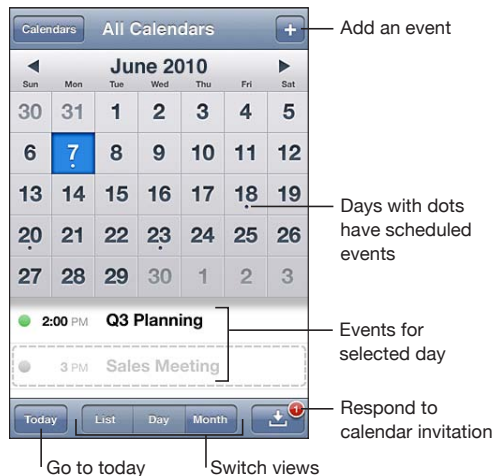 Calendars All Calendars + Add an event
June 2010
Sun Mon Tue Wed Thu Fri Sat
30 31 1 2 3 4 5
6 7 8 9 10 11 12
13 14 15 16 17 18 19
Days with dots
have scheduled
events
20 21 22 23 24 25 26
27 28 29 30 1 2 3
2:00 PM Q3 Planning
Events for
selected day
3 PM Sales Meeting
Today List Day Month 1
Respond to
calendar invitation
Go to today Switch views